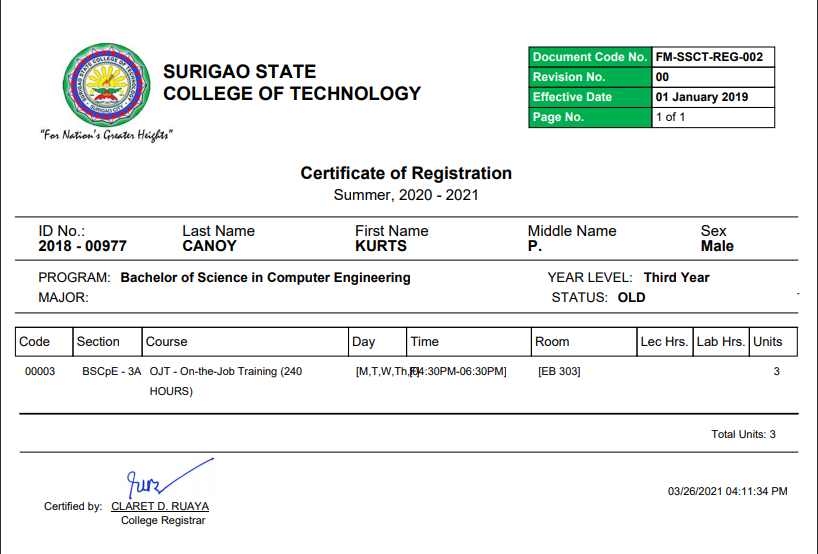 SURIGAO STATE
COLLEGE OF TECHNOLOGY
SURIGAO STATE COLLEGE OF TECHNOLOGY
SURIGAO CITY
"For Nation's Greater Heights"
Document Code No. FM-SSCT-REG-002
Revision No. 00
Effective Date 01 January 2019
Page No. 1 of 1
Certificate of Registration
Summer, 2020 - 2021
ID No.: Last Name First Name Middle Name Sex
2018 - 00977 CANOY KURTS P. Male
PROGRAM: Bachelor of Science in Computer Engineering YEAR LEVEL: Third Year
MAJOR: STATUS: OLD
Code Section Course Day Time Room Lec Hrs. Lab Hrs. Units
00003 BSCpE - 3A OJT - On-the-Job Training (240 [M,T,W,Th,F] [04:30PM-06:30PM] [EB 303] 3
HOURS)
Total Units: 3
03/26/2021 04:11:34 PM
Certified by: CLARET D. RUAYA
College Registrar